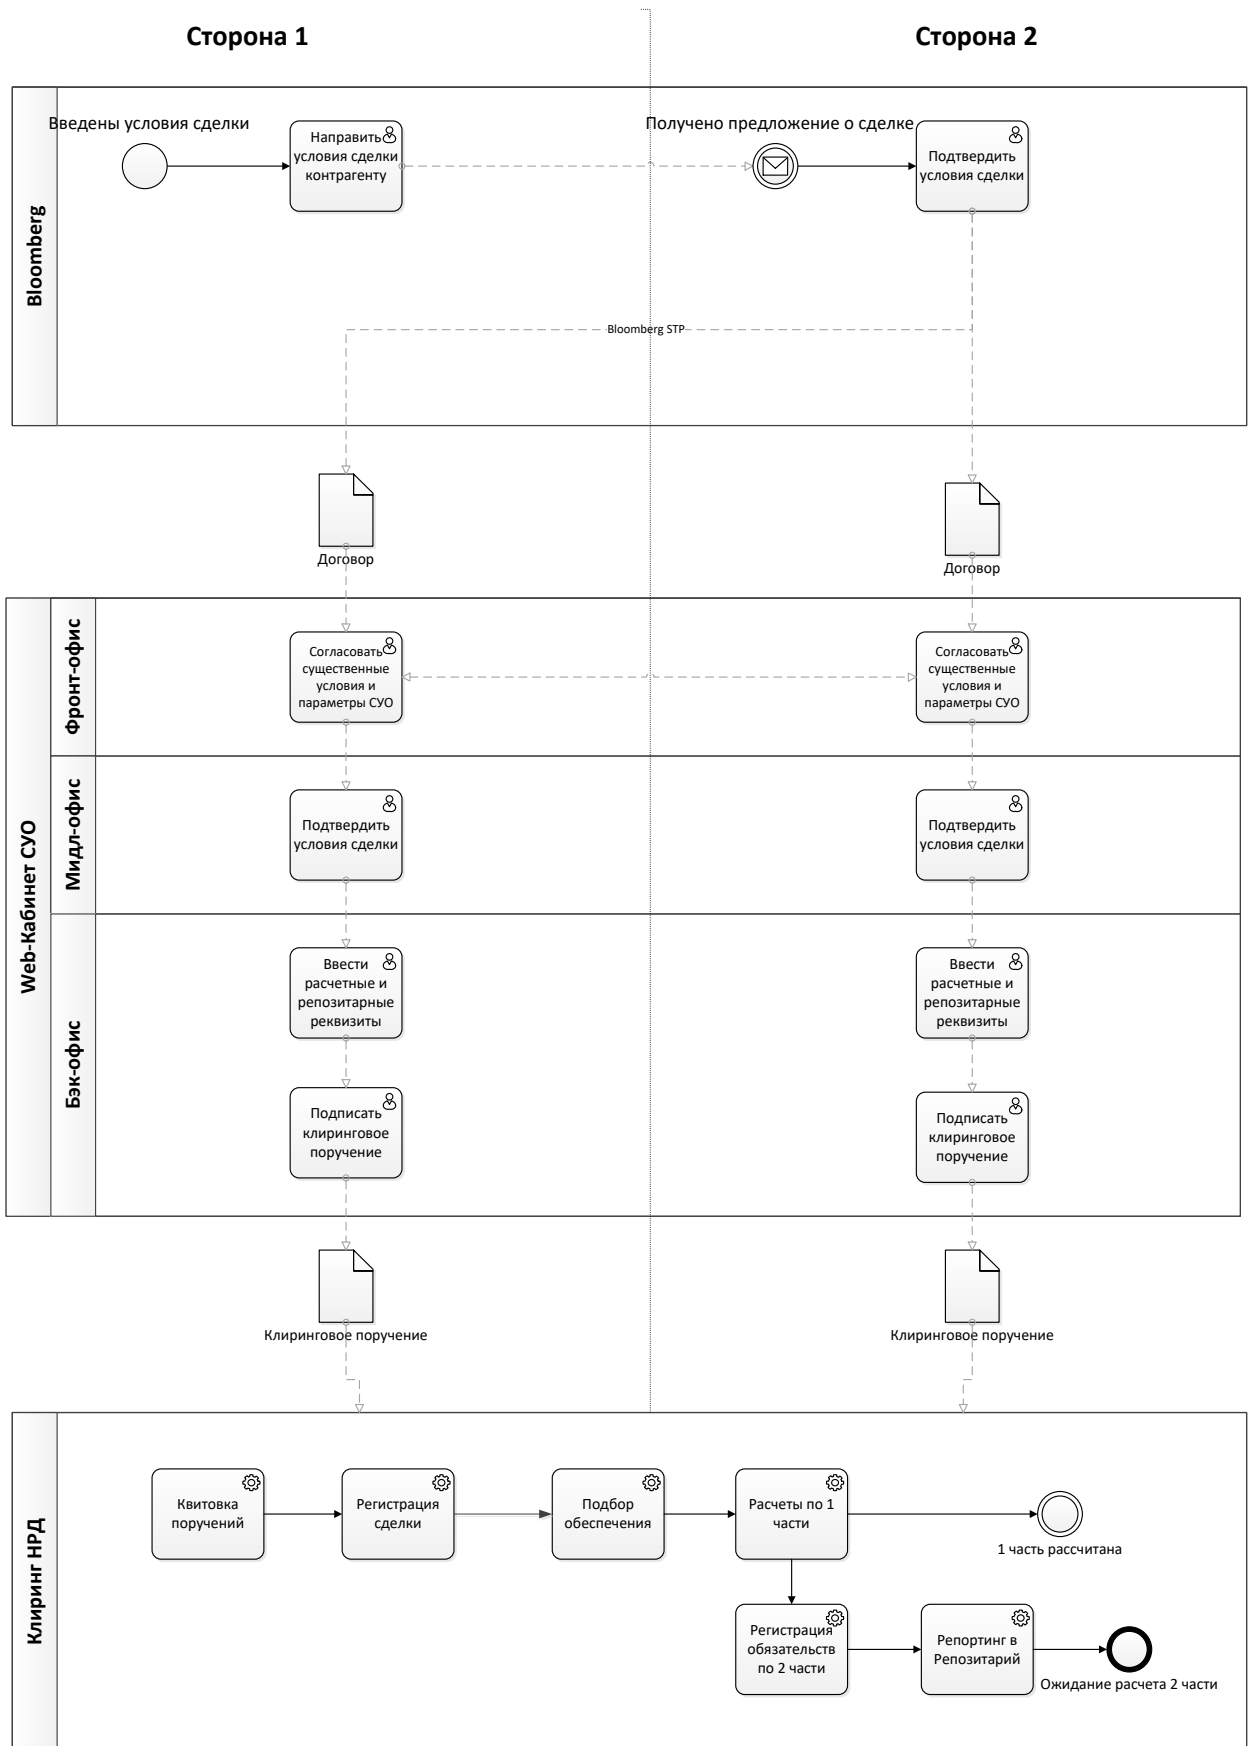 Сторона 1
Сторона 2
Bloomberg
Введены условия сделки
Направить
условия сделки
контрагенту
Получено предложение о сделке
Подтвердить
условия сделки
Bloomberg STP
Договор
Договор
Web-Кабинет СУО
Фронт-офис
Согласовать
существенные
условия и
параметры СУО
Согласовать
существенные
условия и
параметры СУО
Мидл-офис
Подтвердить
условия сделки
Подтвердить
условия сделки
Бэк-офис
Ввести
расчетные и
репозитарные
реквизиты
Ввести
расчетные и
репозитарные
реквизиты
Подписать
клиринговое
поручение
Подписать
клиринговое
поручение
Клиринговое поручение
Клиринговое поручение
Клиринг НРД
Квитовка
поручений
Регистрация
сделки
Подбор
обеспечения
Расчеты по 1
части
1 часть рассчитана
Регистрация
обязательств
по 2 части
Репортинг в
Репозитарий
Ожидание расчета 2 части